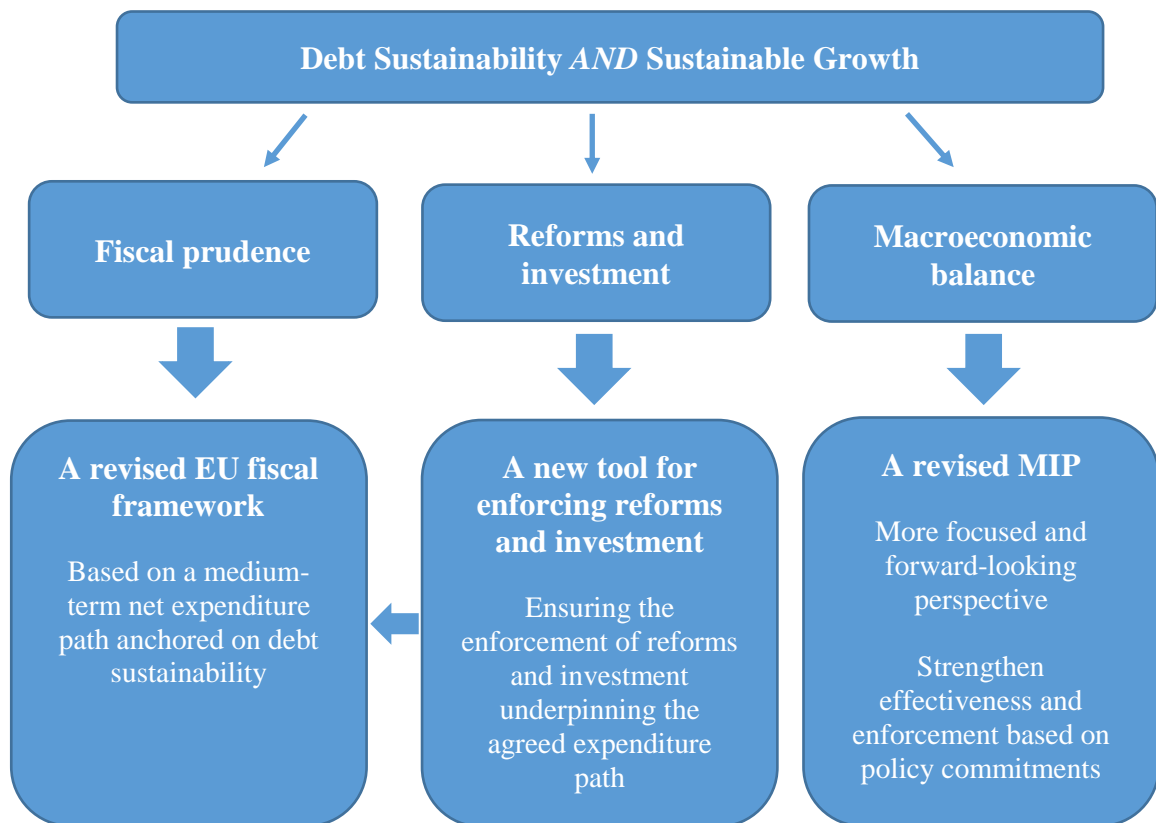 Debt Sustainability AND Sustainable Growth
Fiscal prudence
Reforms and
investment
Macroeconomic
balance
A revised EU fiscal
framework
Based on a medium-
term net expenditure
path anchored on debt
sustainability
A new tool for
enforcing reforms
and investment
Ensuring the
enforcement of reforms
and investment
underpinning the
agreed expenditure
path
A revised MIP
More focused and
forward-looking
perspective
Strengthen
effectiveness and
enforcement based on
policy commitments